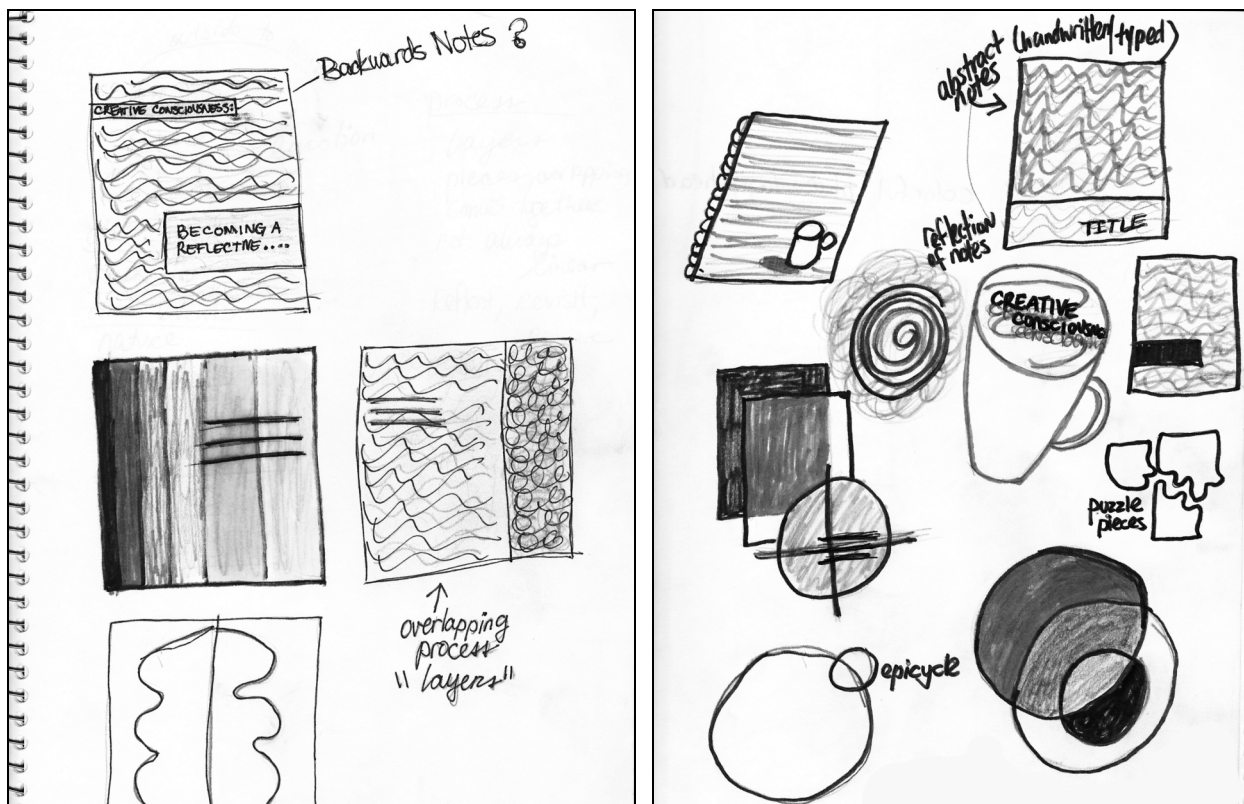 Backwards Notes?
CREATIVE CONSCIOUSNESS:
BECOMING A
REFLECTIVE....
overlapping
process
"layers"
(handwritten/typed)
abstract
notes
TITLE
reflection
of notes
CREATIVE
CONSCIOUSNESS
puzzle
pieces
epicycle